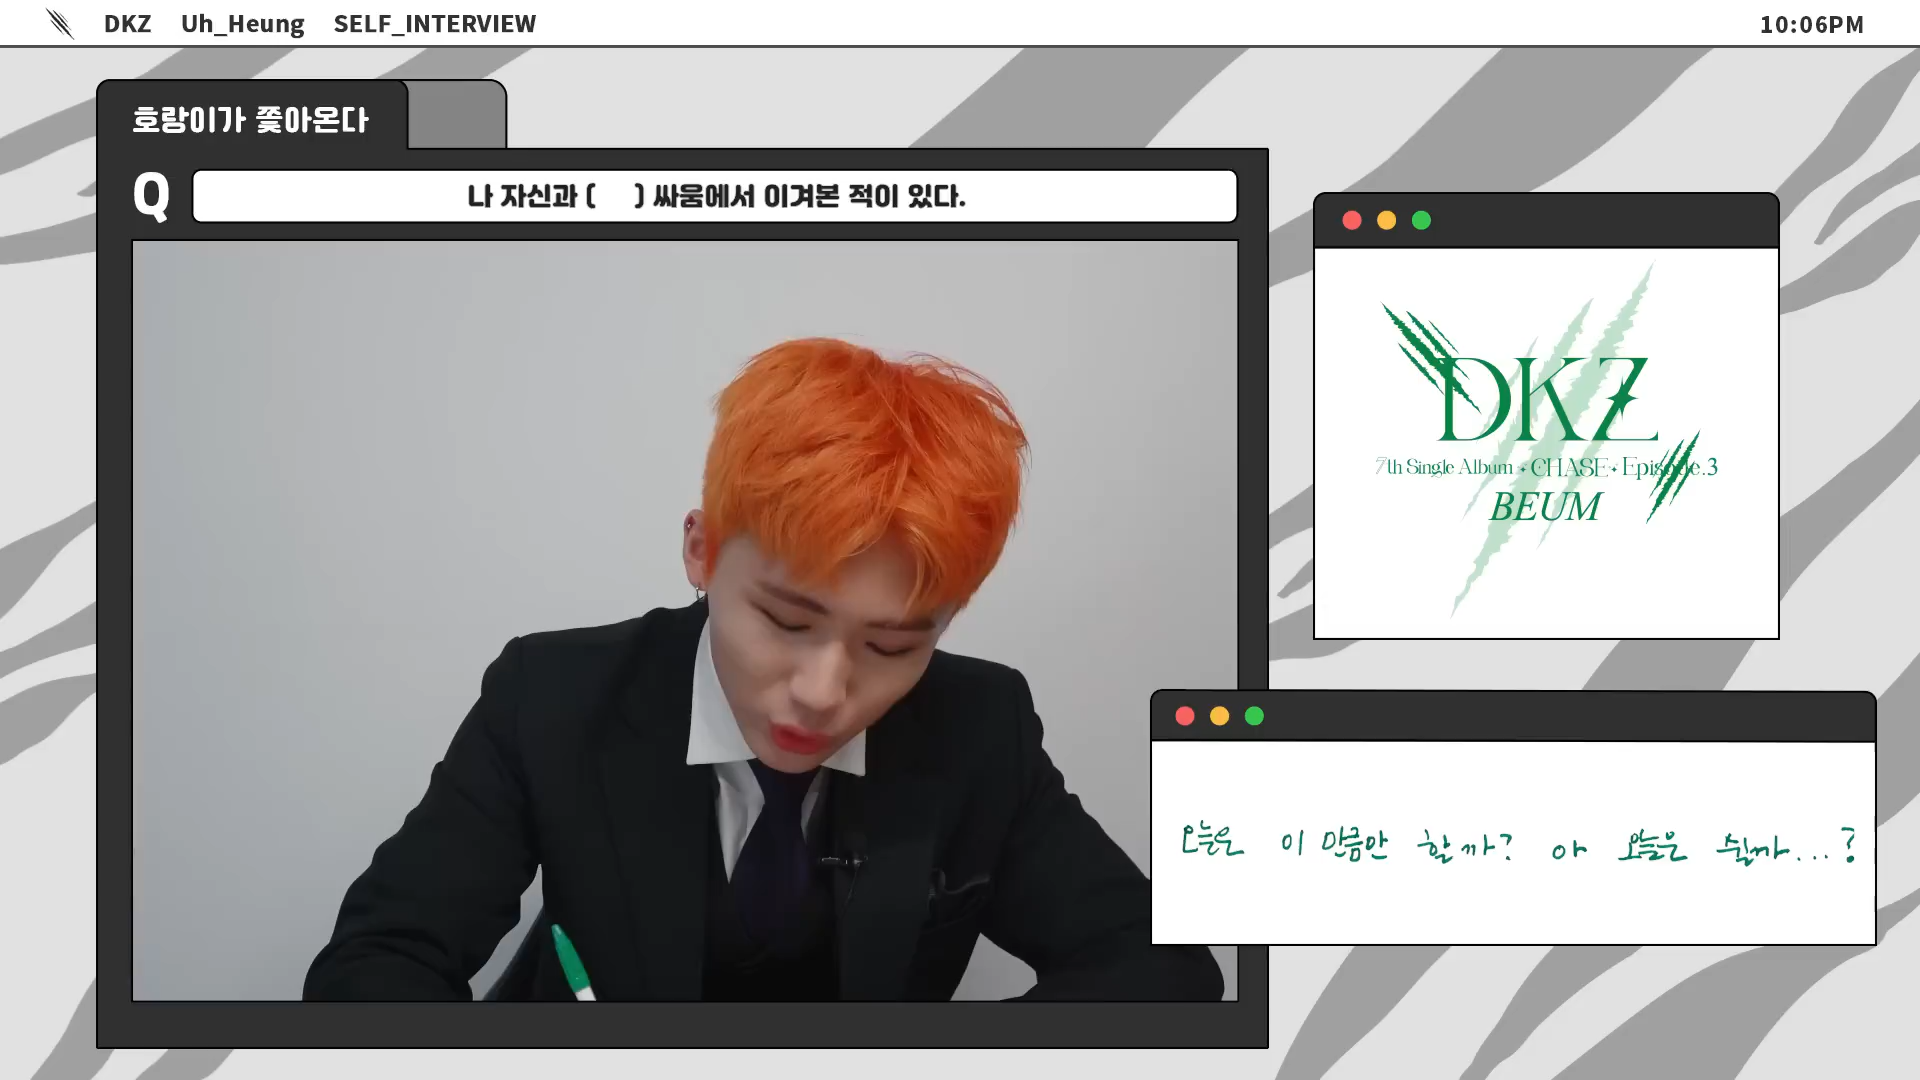 DKZ Uh_Heung SELF_INTERVIEW 10:06PM
호랑이가 쫓아온다
Q 나 자신과 ( ) 싸움에서 이겨본 적이 있다.
DKZ
7th Single Album CHASE Episode.3
BEUM
오늘은 이 만큼만 할까? 아 오늘은 쉴까...?